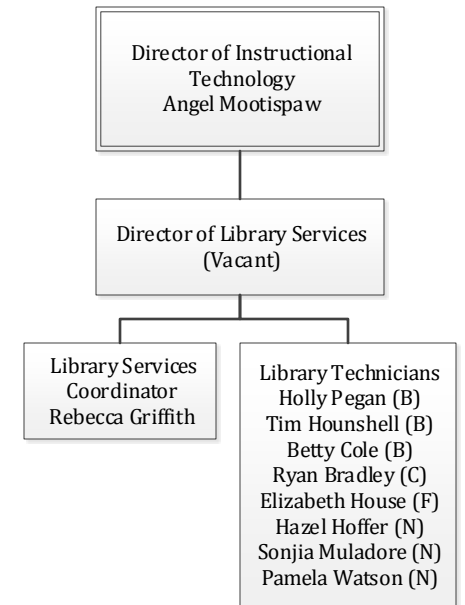 Director of Instructional
Technology
Angel Mootispaw
Director of Library Services
(Vacant)
Library Services
Coordinator
Rebecca Griffith
Library Technicians
Holly Pegan (B)
Tim Hounshell (B)
Betty Cole (B)
Ryan Bradley (C)
Elizabeth House (F)
Hazel Hoffer (N)
Sonjia Muladore (N)
Pamela Watson (N)